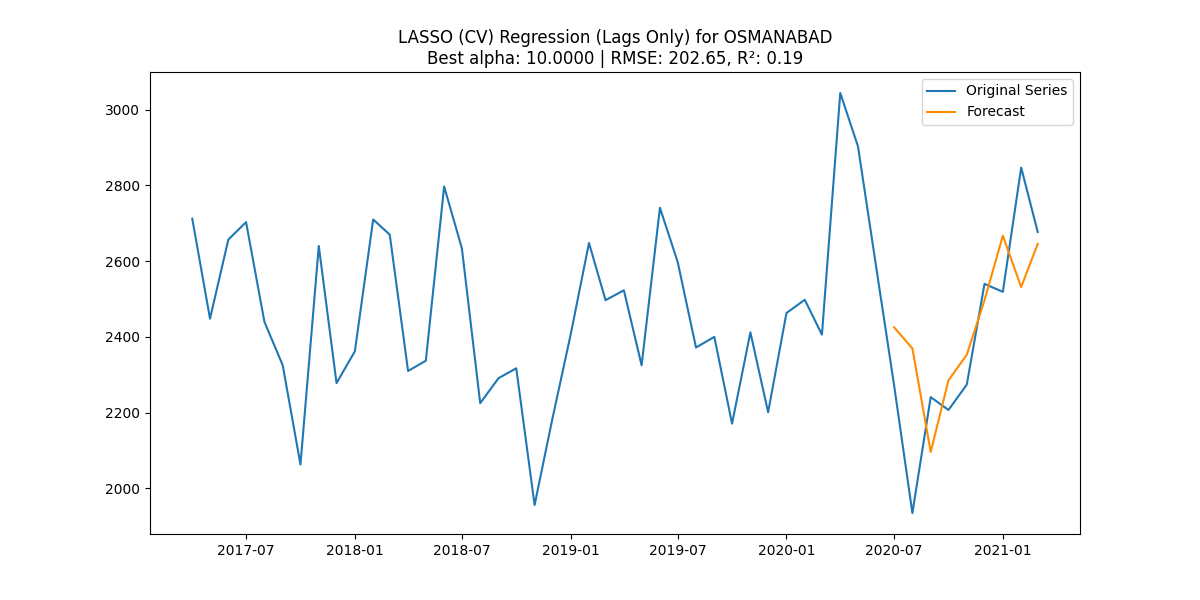 LASSO (CV) Regression (Lags Only) for OSMANABAD
Best alpha: 10.0000 | RMSE: 202.65, R²: 0.19
Original Series
Forecast
3000
2800
2600
2400
2200
2000
2017-07 2018-01 2018-07 2019-01 2019-07 2020-01 2020-07 2021-01